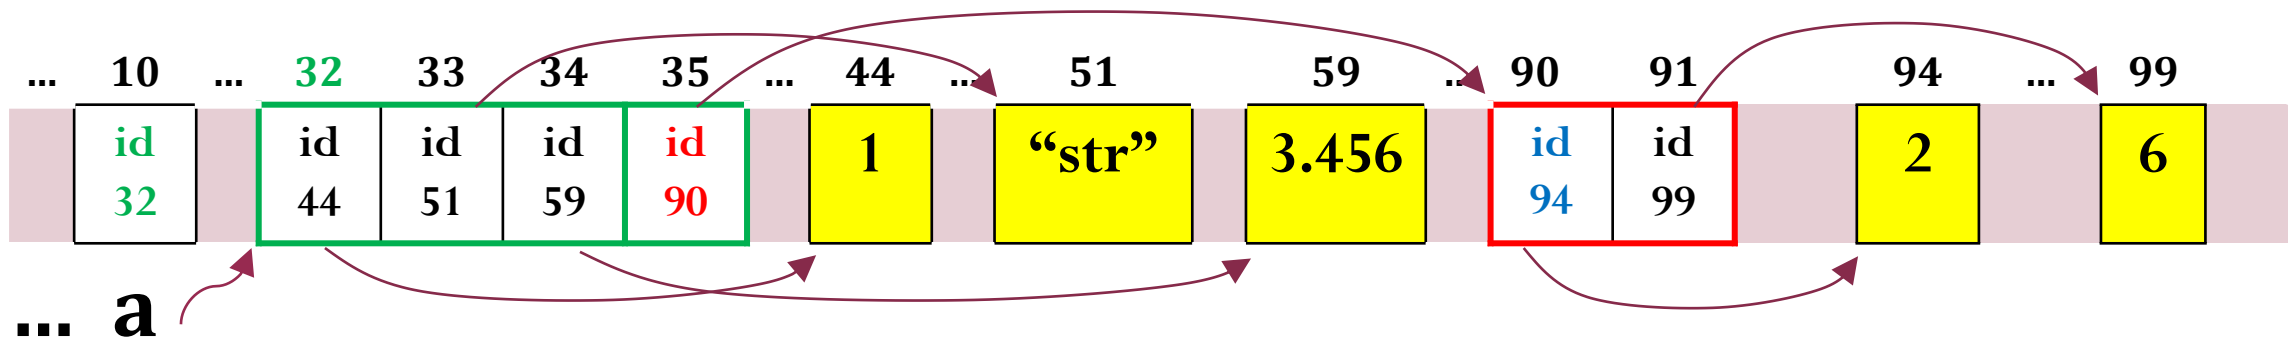 ... 10 ... 32 33 34 35 ... 44 ... 51 59 ... 90 91 94 ... 99
id id id id id 1 “str” 3.456 id id 2 6
32 44 51 59 90 94 99
... a